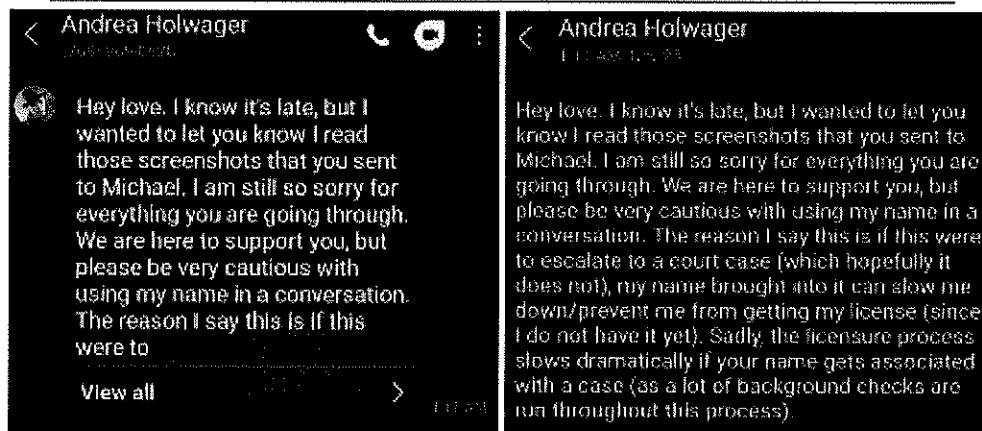 Andrea Holwager
Hey love. I know it's late, but I
wanted to let you know I read
those screenshots that you sent
to Michael. I am still so sorry for
everything you are going through.
We are here to support you, but
please be very cautious with
using my name in a conversation.
The reason I say this is if this
were to
View all
Andrea Holwager
Hey love. I know it's late, but I wanted to let you
know I read those screenshots that you sent to
Michael. I am still so sorry for everything you are
going through. We are here to support you, but
please be very cautious with using my name in a
conversation. The reason I say this is if this were
to escalate to a court case (which hopefully it
does not), my name brought into it can slow me
down/prevent me from getting my license (since
I do not have it yet). Sadly, the licensure process
slows dramatically if your name gets associated
with a case (as a lot of background checks are
run throughout this process).